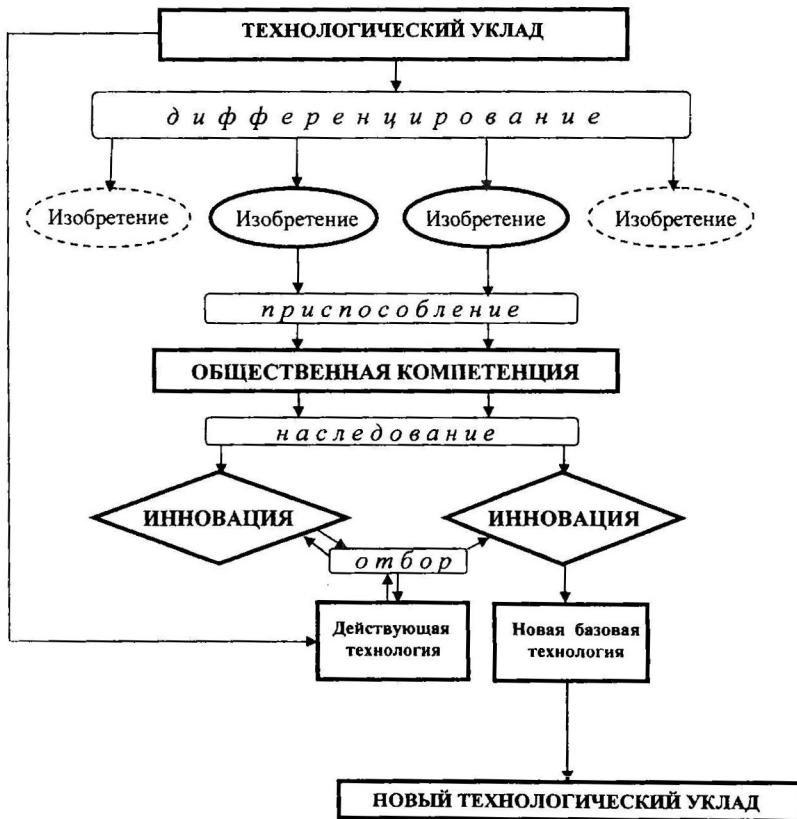 ТЕХНОЛОГИЧЕСКИЙ УКЛАД
дифференцирование
Изобретение
Изобретение
Изобретение
Изобретение
приспособление
ОБЩЕСТВЕННАЯ КОМПЕТЕНЦИЯ
наследование
ИННОВАЦИЯ
ИННОВАЦИЯ
отбор
Действующая
технология
Новая базовая
технология
НОВЫЙ ТЕХНОЛОГИЧЕСКИЙ УКЛАД